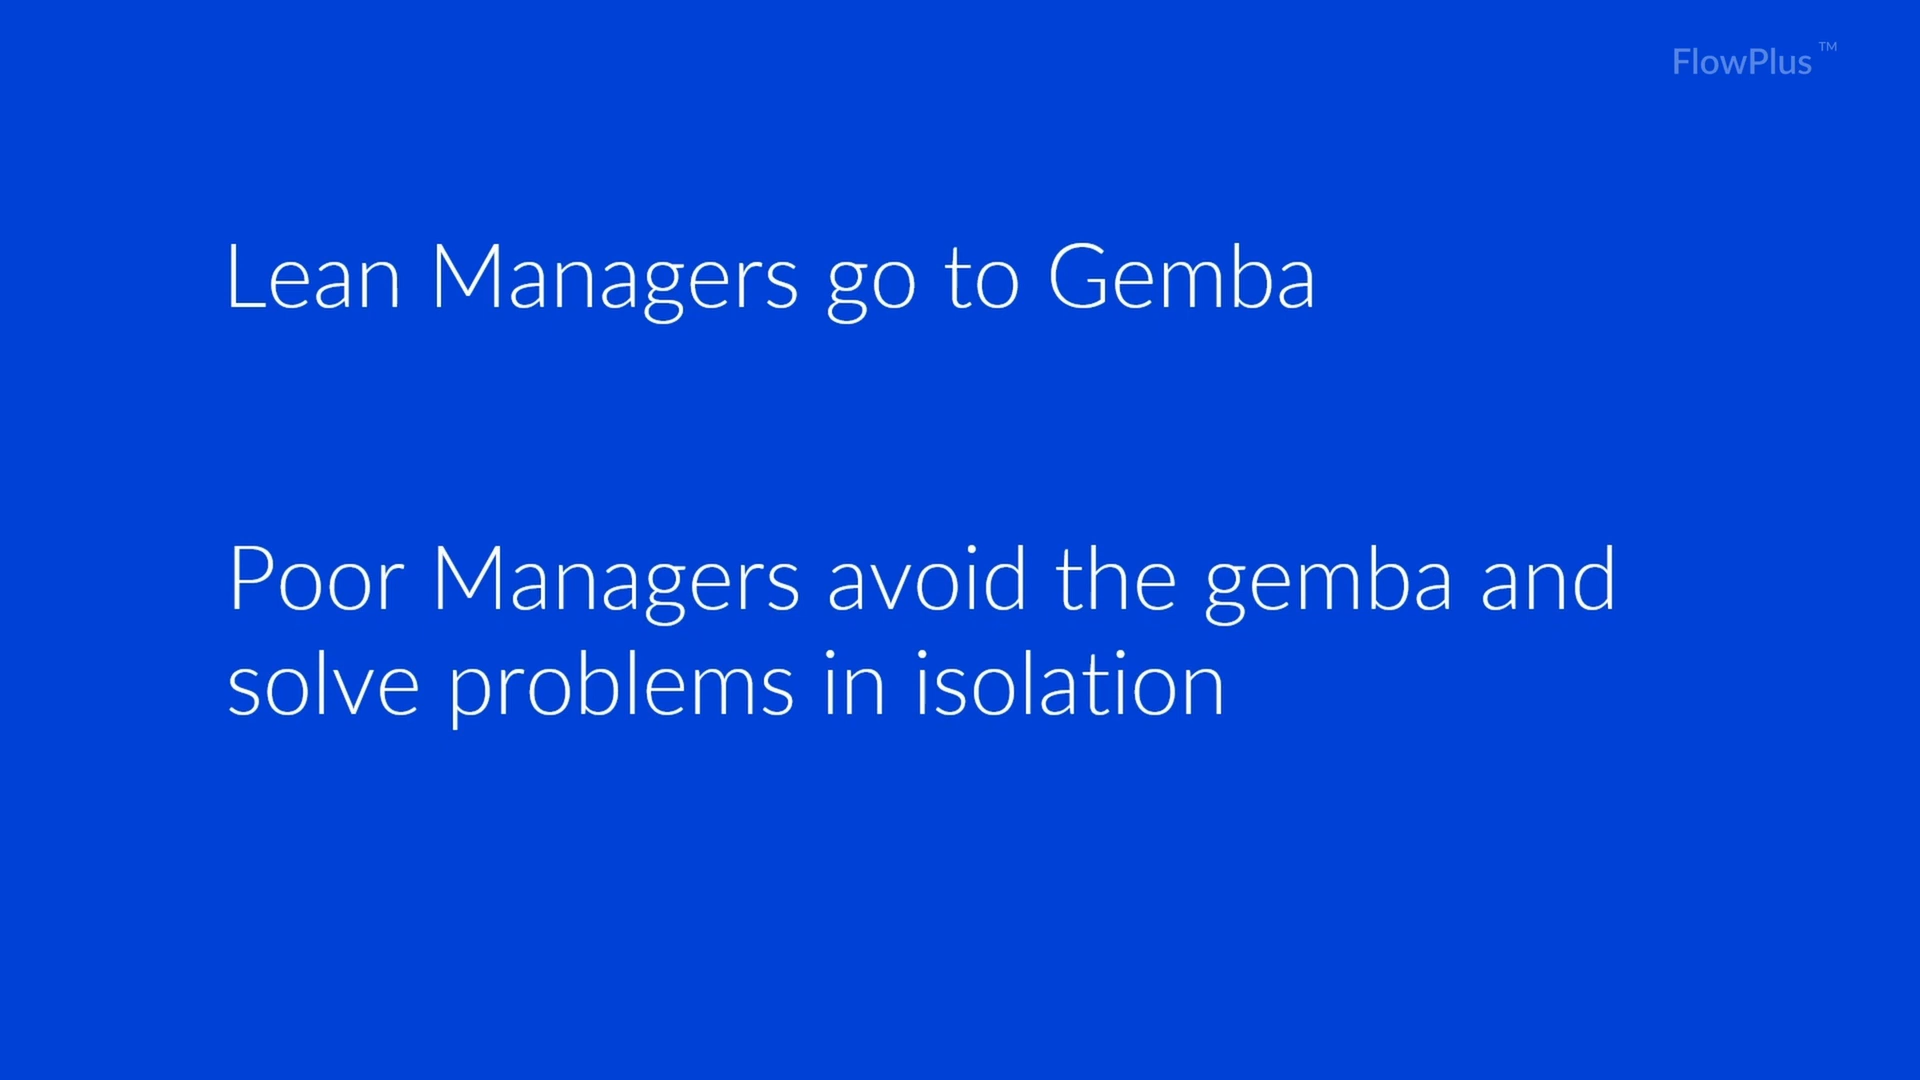 FlowPlus™
Lean Managers go to Gemba
Poor Managers avoid the gemba and
solve problems in isolation